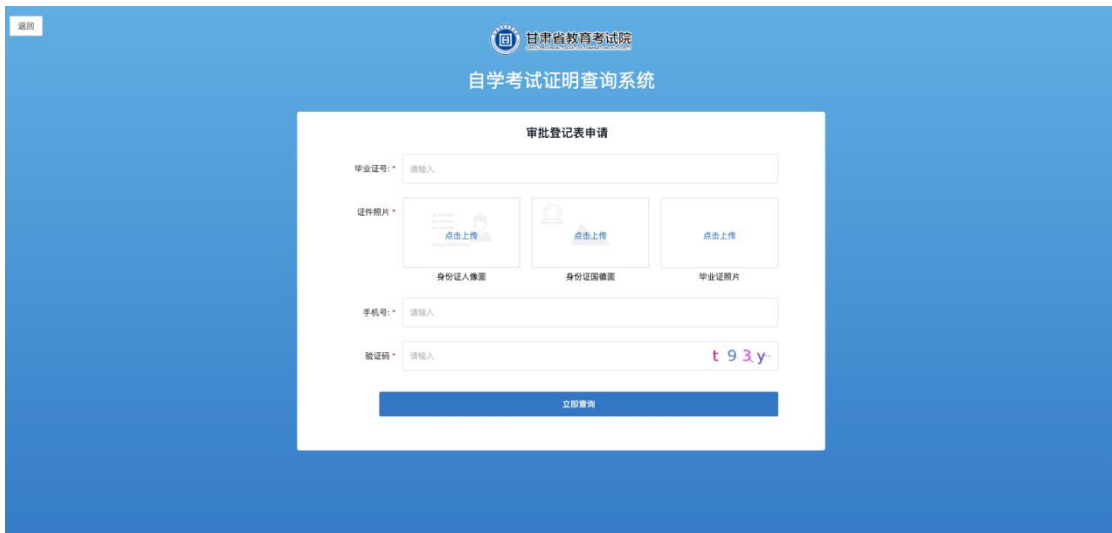 返回
甘肃省教育考试院
自学考试证明查询系统
审批登记表申请
毕业证号: * 请输入
证件照片 *
点击上传 点击上传 点击上传
身份证人像面 身份证国徽面 毕业证照片
手机号: * 请输入
验证码 * 请输入 t93y
立即查询